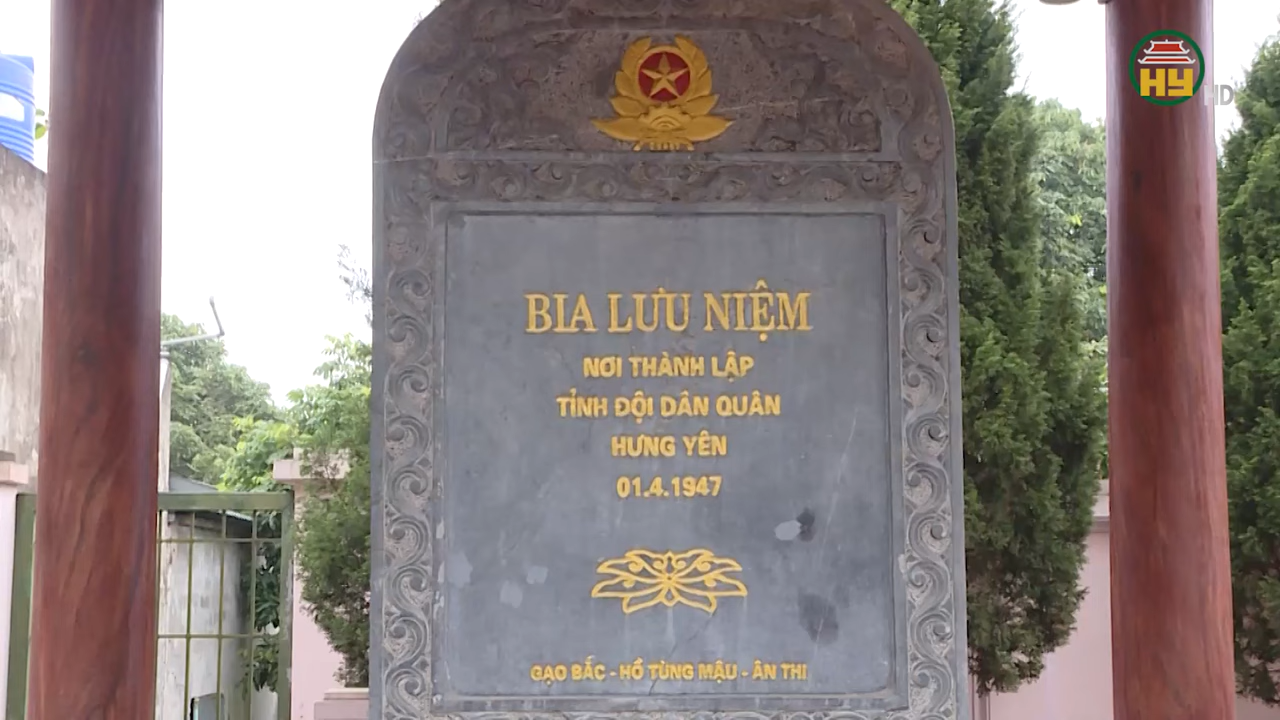 HY HD
BIA LƯU NIỆM
NƠI THÀNH LẬP
TỈNH ĐỘI DÂN QUÂN
HƯNG YÊN
01.4.1947
GẠO BẮC - HỒ TÙNG MẬU - ÂN THI